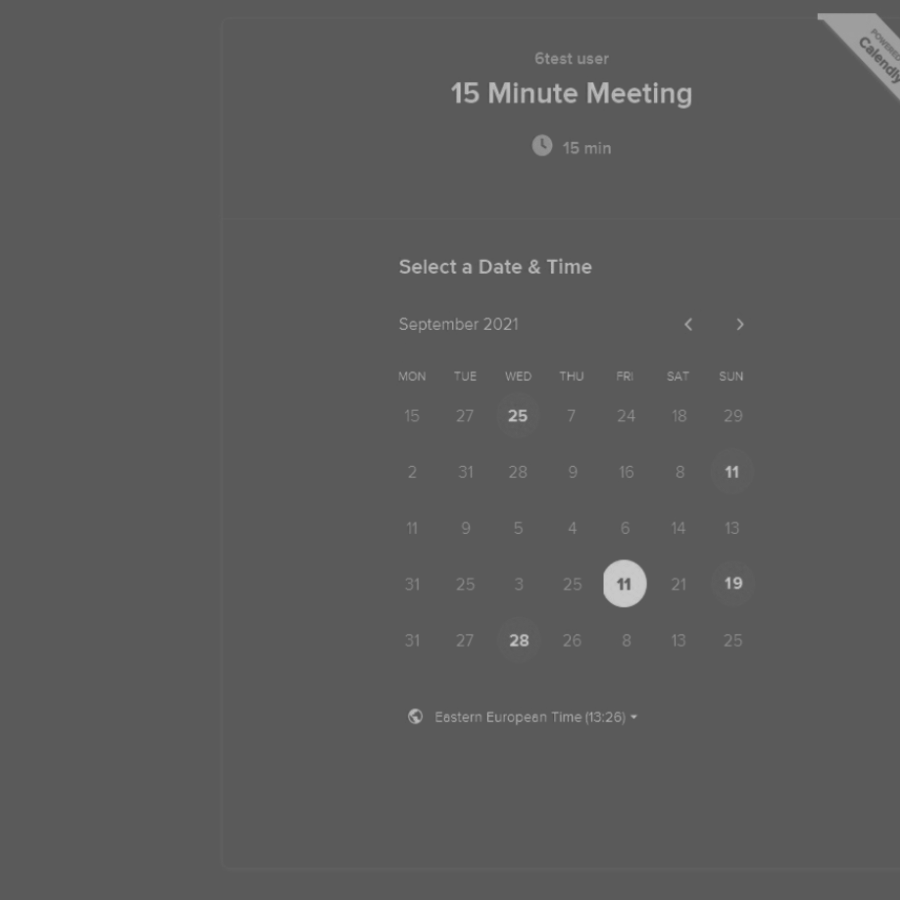 6test user
15 Minute Meeting
15 min
POWERED
Calendly
Select a Date & Time
September 2021
MON TUE WED THU FRI SAT SUN
15 27 25 7 24 18 29
2 31 28 9 16 8 11
11 9 5 4 6 14 13
31 25 3 25 11 21 19
31 27 28 26 8 13 25
Eastern European Time (13:26)